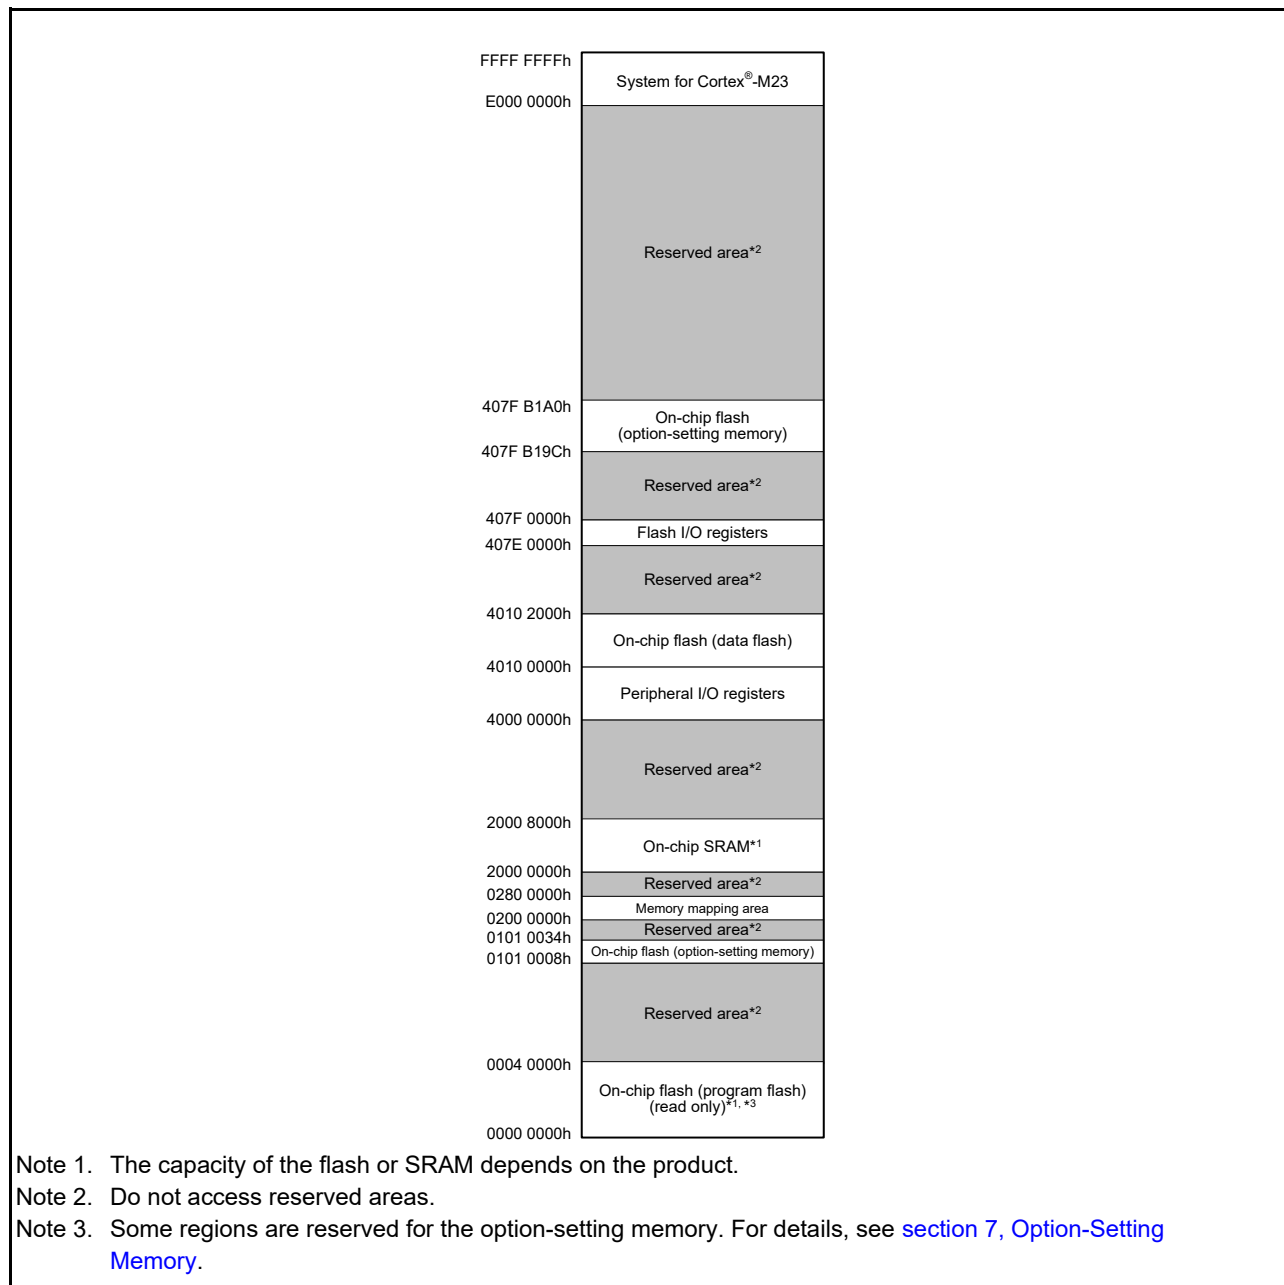 FFFF FFFFh
System for Cortex®-M23
E000 0000h
Reserved area*2
407F B1A0h
On-chip flash
(option-setting memory)
407F B19Ch
Reserved area*2
407F 0000h
Flash I/O registers
407E 0000h
Reserved area*2
4010 2000h
On-chip flash (data flash)
4010 0000h
Peripheral I/O registers
4000 0000h
Reserved area*2
2000 8000h
On-chip SRAM*1
2000 0000h
Reserved area*2
0280 0000h
Memory mapping area
0200 0000h
Reserved area*2
0101 0034h
On-chip flash (option-setting memory)
0101 0008h
Reserved area*2
0004 0000h
On-chip flash (program flash)
(read only)*1, *3
0000 0000h
Note 1. The capacity of the flash or SRAM depends on the product.
Note 2. Do not access reserved areas.
Note 3. Some regions are reserved for the option-setting memory. For details, see section 7, Option-Setting
Memory.